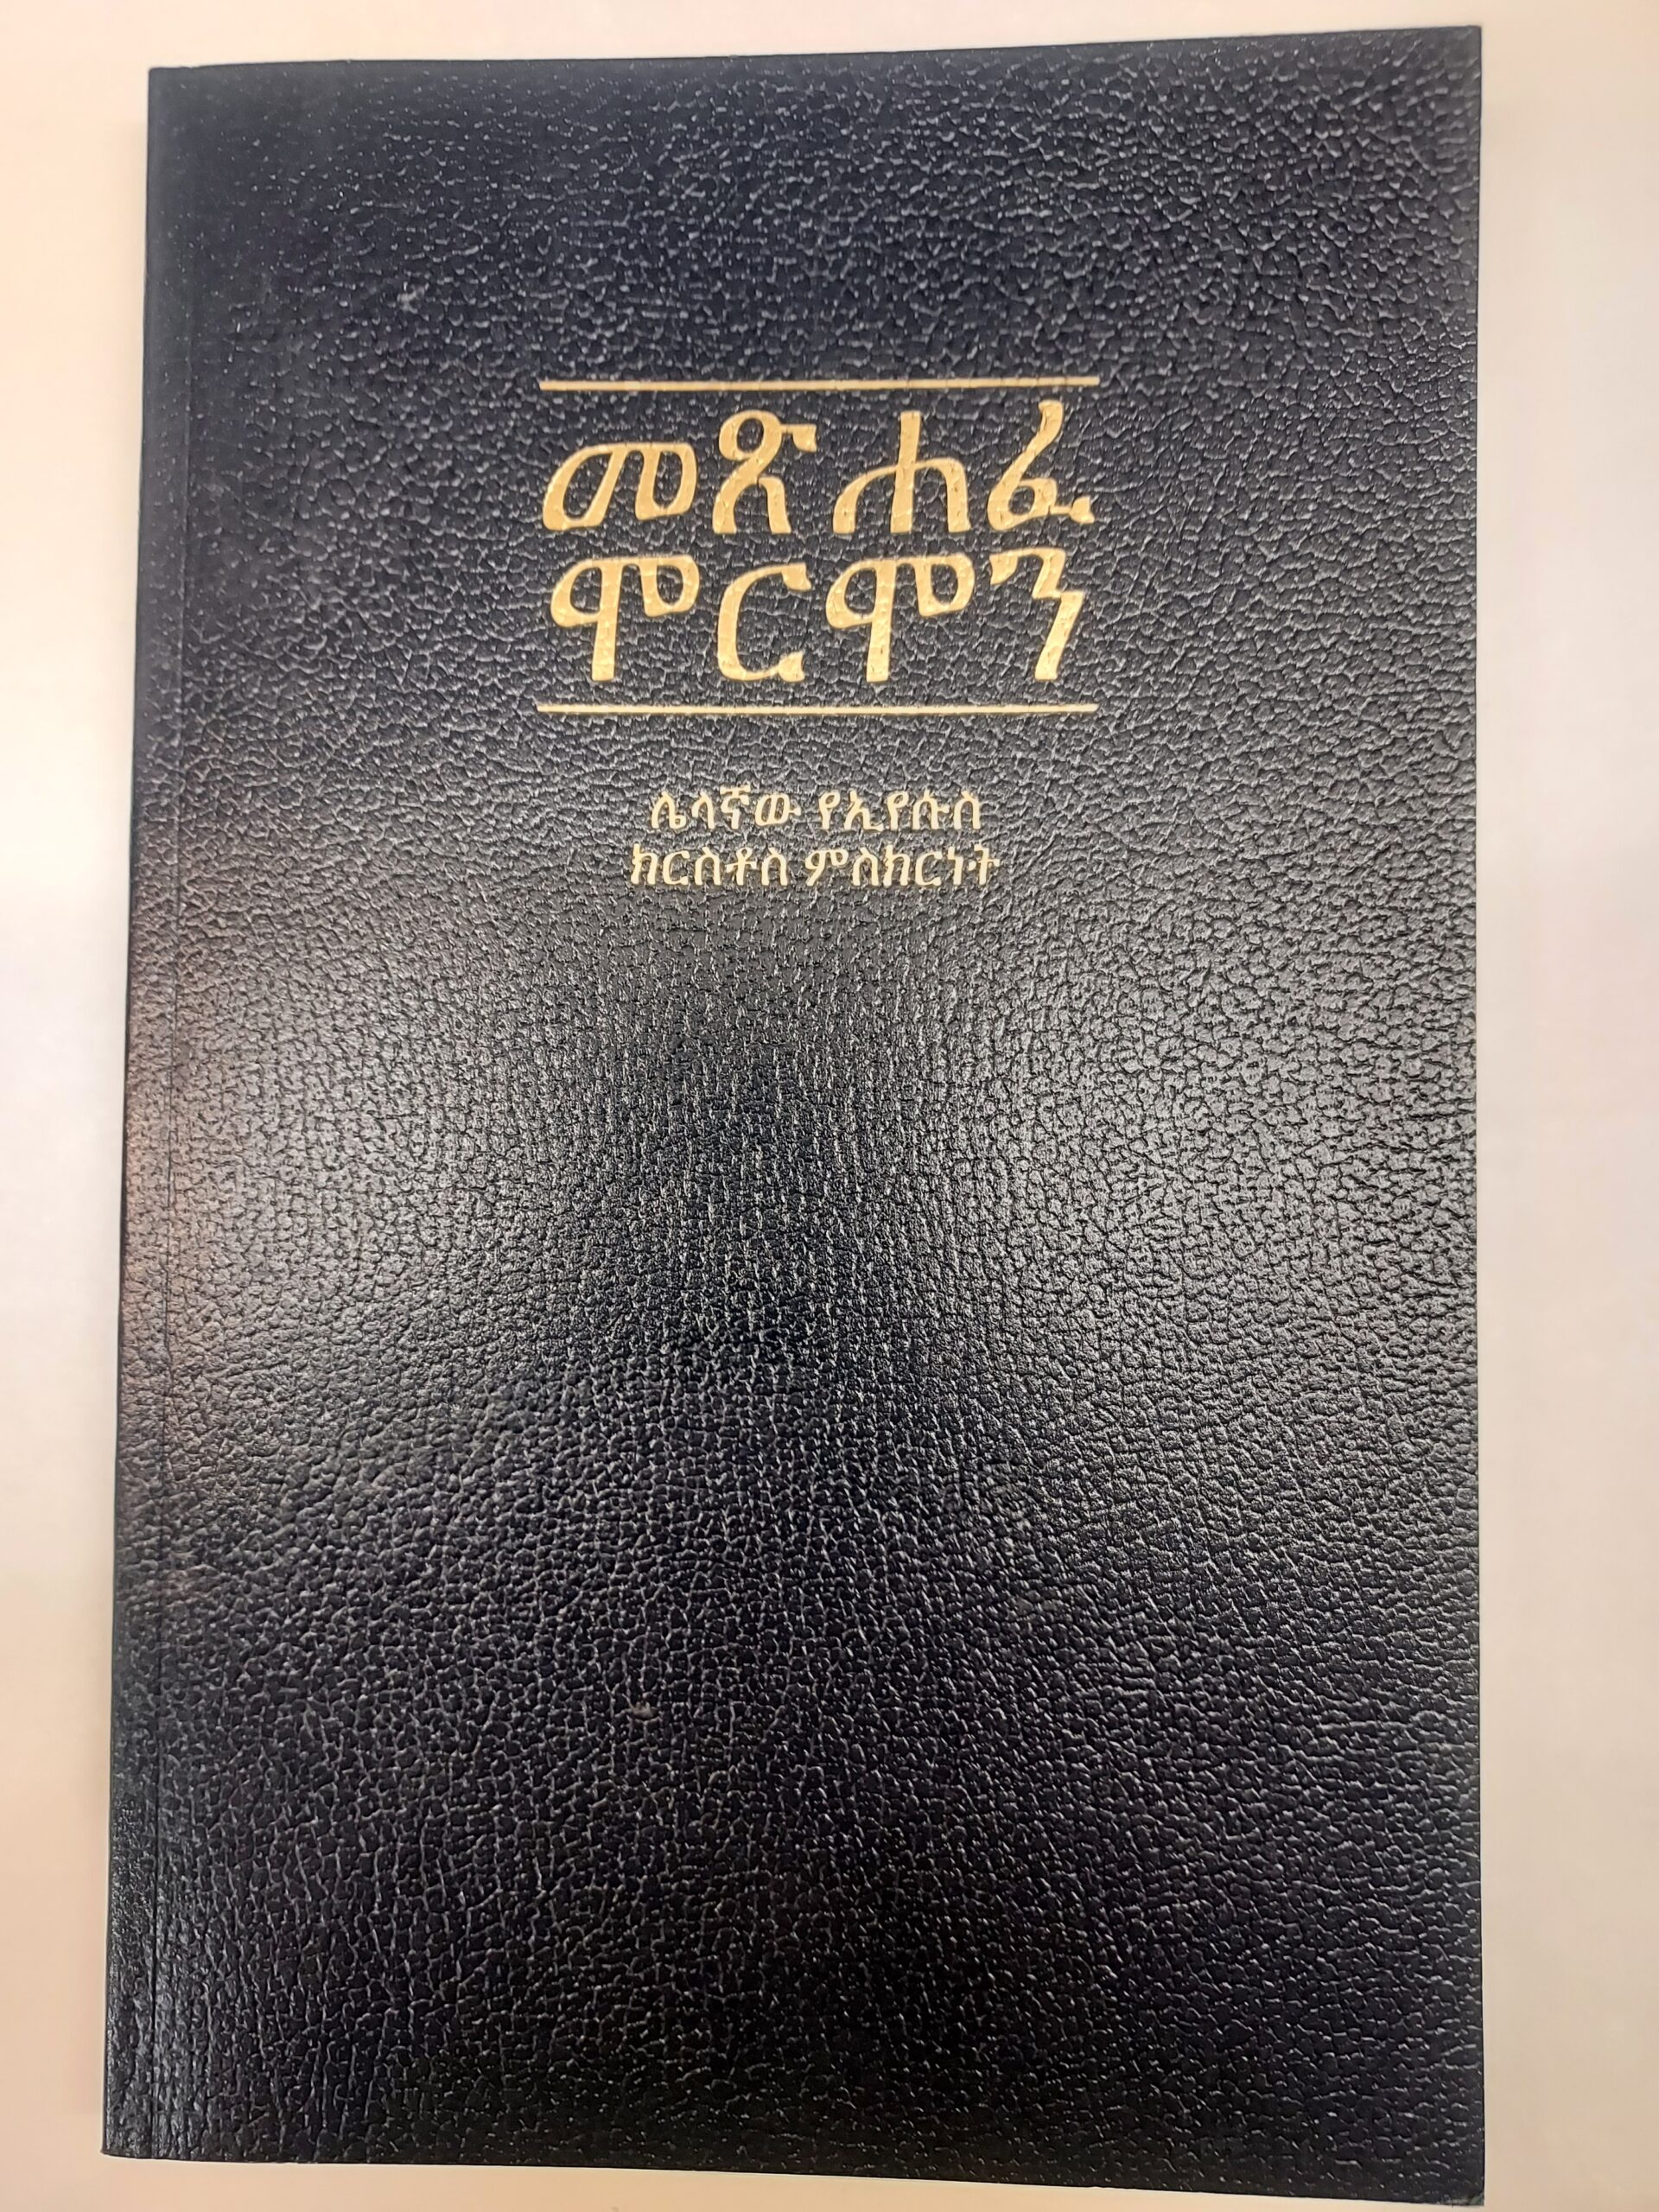 መጽሐፈ
ሞርሞን
ሌላኛው የኢየሱስ
ክርስቶስ ምስክርነት